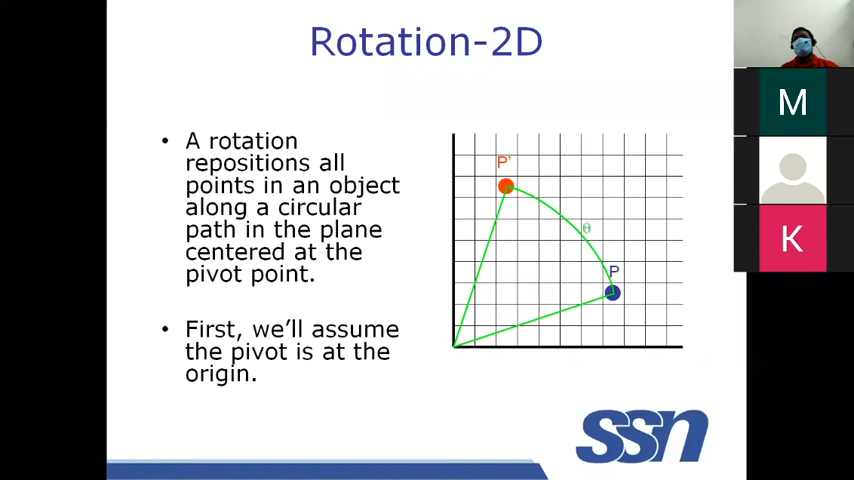 Rotation-2D
• A rotation
repositions all
points in an object
along a circular
path in the plane
centered at the
pivot point.
• First, we'll assume
the pivot is at the
origin.
P'
θ
P
ssn
M
K